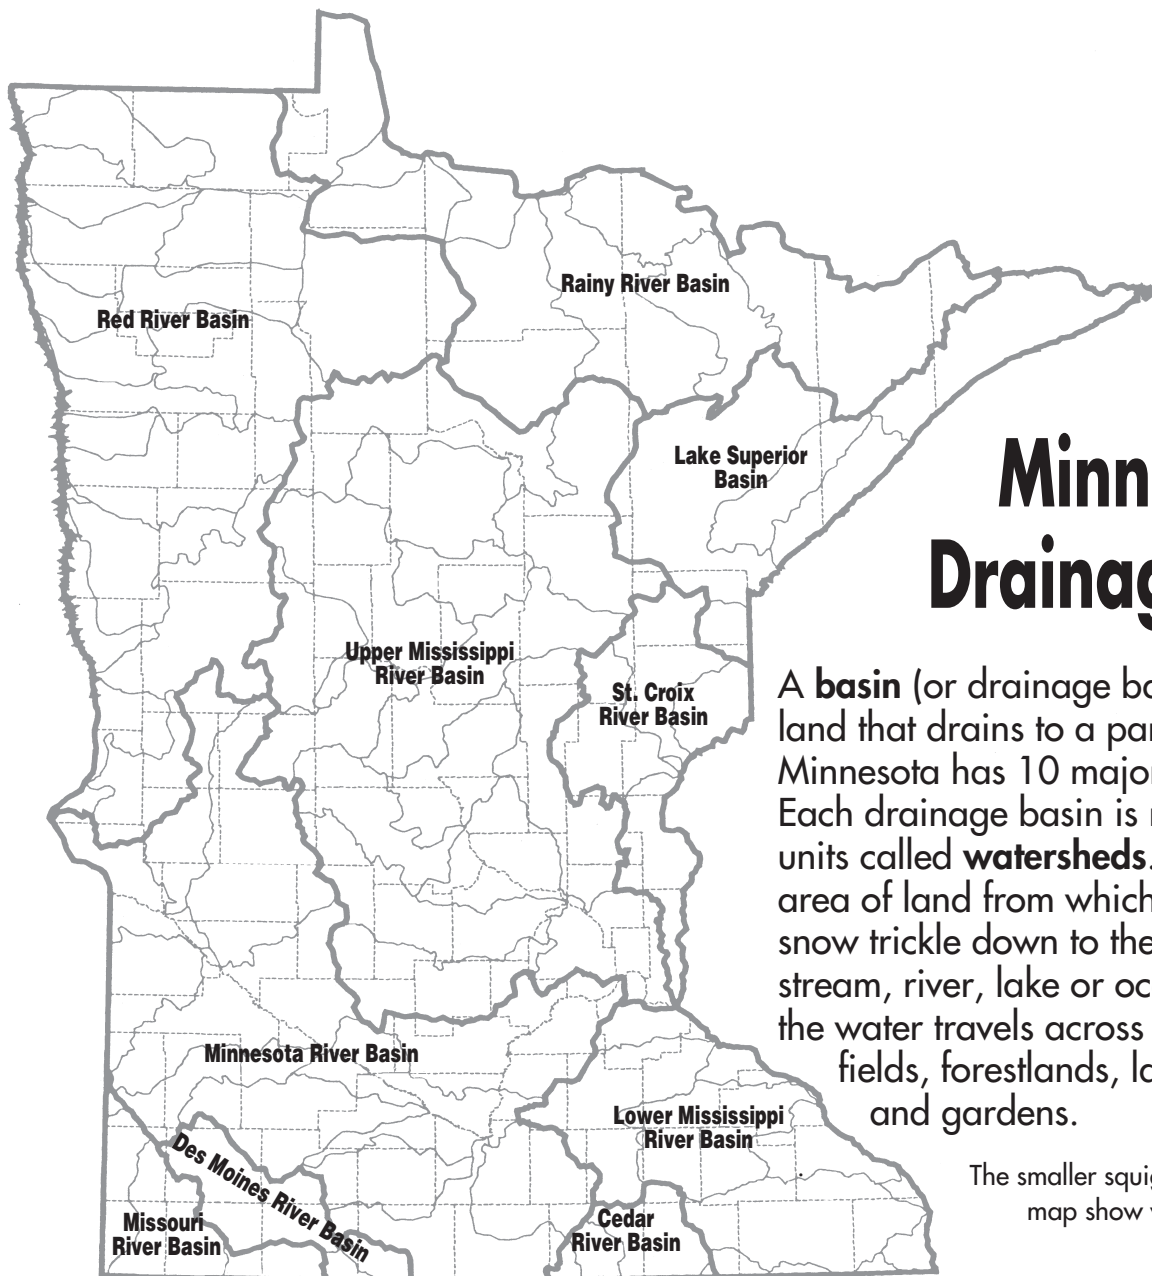 Rainy River Basin
Red River Basin
Lake Superior
Basin
Upper Mississippi
River Basin
St. Croix
River Basin
Minnesota River Basin
Lower Mississippi
River Basin
Des Moines River Basin
Missouri
River Basin
Cedar
River Basin
Minn
Drainag
A basin (or drainage ba
land that drains to a par
Minnesota has 10 major
Each drainage basin is
units called watersheds.
area of land from which
snow trickle down to the
stream, river, lake or oc
the water travels across
fields, forestlands, la
and gardens.
The smaller squig
map show